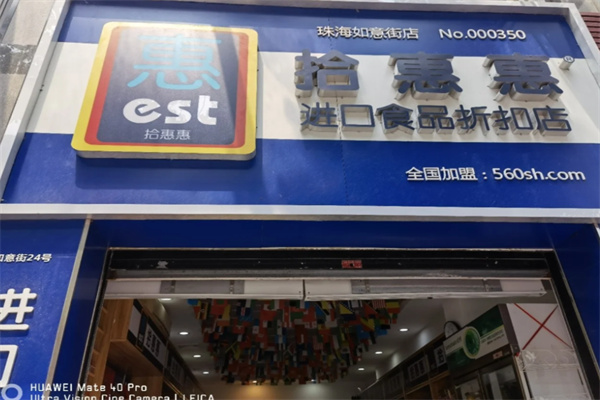 珠海如意街店 No.000350
惠
est
拾惠惠
拾惠惠®
进口食品折扣店
全国加盟：560sh.com
如意街24号
进口
HUAWEI Mate 40 Pro
Ultra Vision Cine Camera | LEICA